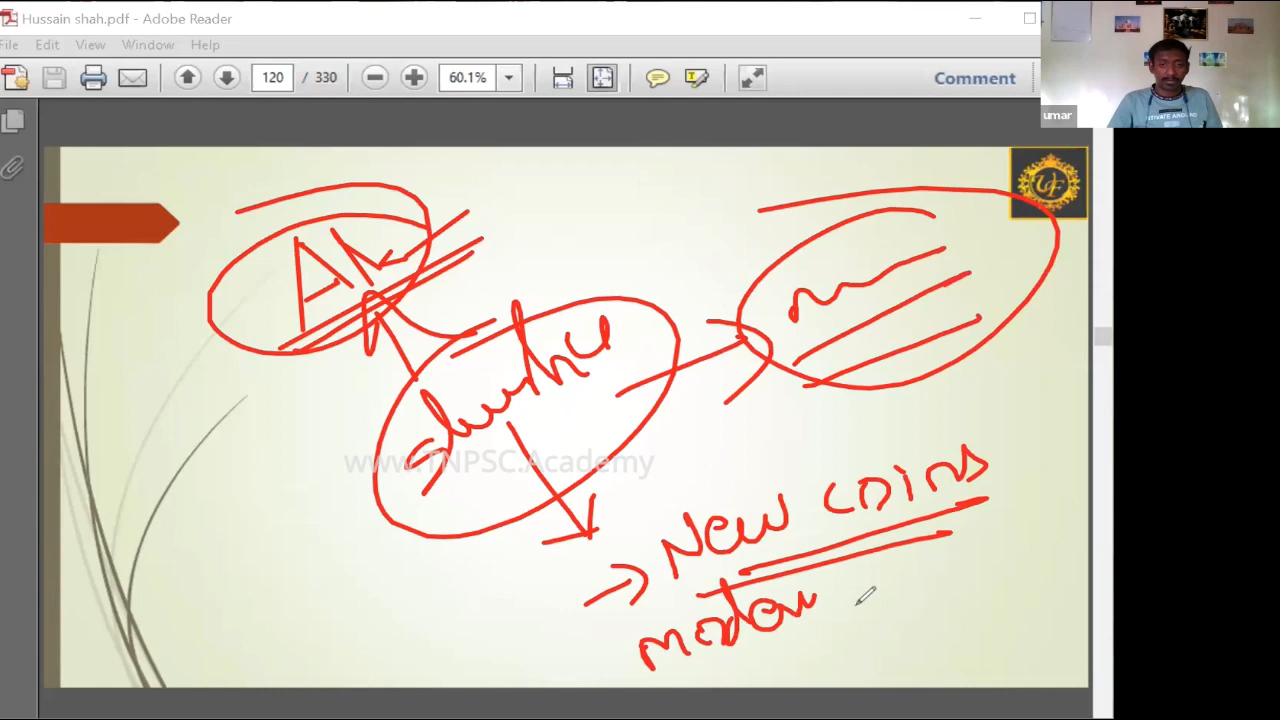 Hussain shah.pdf - Adobe Reader
File Edit View Window Help
120 / 330 60.1% Comment
umar
UF
www.TNPSC.Academy
New coins